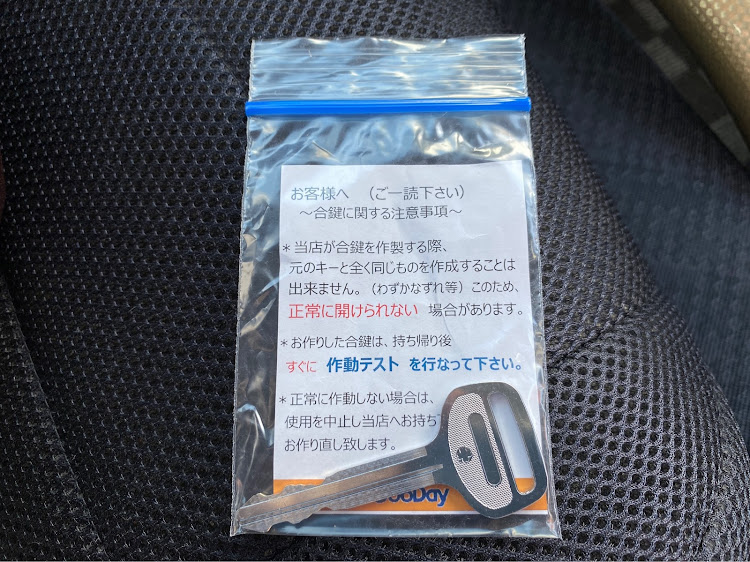 お客様へ （ご一読下さい）
～合鍵に関する注意事項～
＊当店が合鍵を作製する際、
元のキーと全く同じものを作成することは
出来ません。（わずかなずれ等）このため、
正常に開けられない 場合があります。
＊お作りした合鍵は、持ち帰り後
すぐに 作動テスト を行なって下さい。
＊正常に作動しない場合は、
使用を中止し当店へお持ち
お作り直し致します。